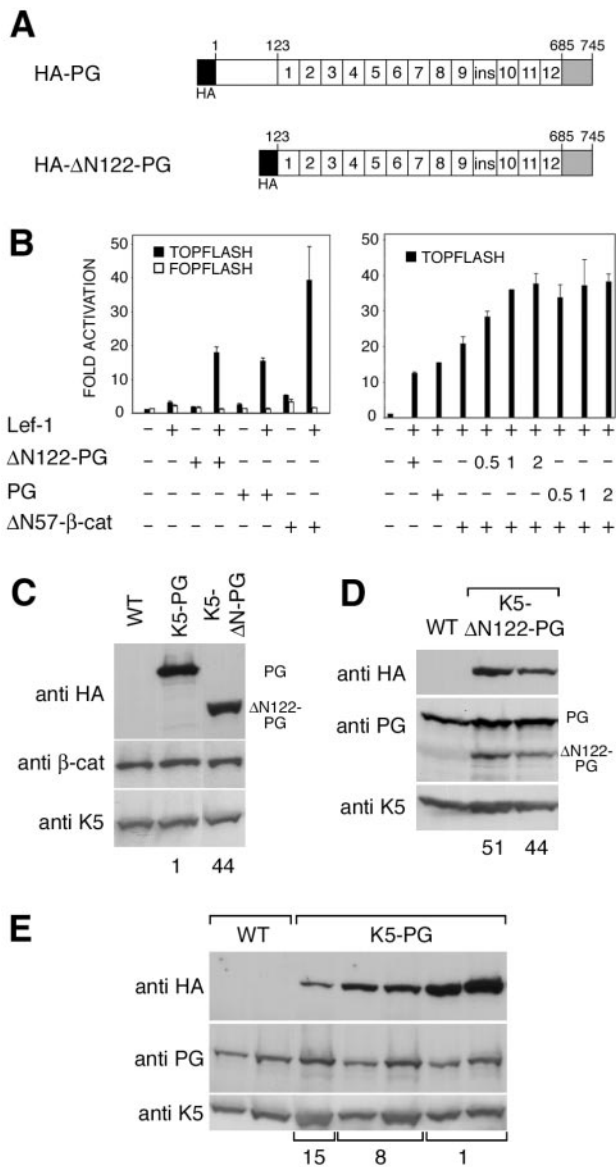 A
1 123 685 745
HA-PG 1 2 3 4 5 6 7 8 9 ins 10 11 12
HA
123 685 745
HA-ΔN122-PG 1 2 3 4 5 6 7 8 9 ins 10 11 12
HA
B
FOLD ACTIVATION
50
40
30
20
10
0
TOPFLASH
FOPFLASH
50
40
30
20
10
0
TOPFLASH
Lef-1 – + – + – + – + – + + + + + + + + +
ΔN122-PG – – + + – – – – – + – – 0.5 1 2 – – –
PG – – – – + + – – – – + – – – – 0.5 1 2
ΔN57-β-cat – – – – – – + + – – – + + + + + + +
C
WT K5-PG K5-ΔN-PG
anti HA PG
ΔN122-PG
anti β-cat
anti K5
1 44
D
K5-
WT ΔN122-PG
anti HA
anti PG PG
ΔN122-PG
anti K5
51 44
E
WT K5-PG
anti HA
anti PG
anti K5
15 8 1